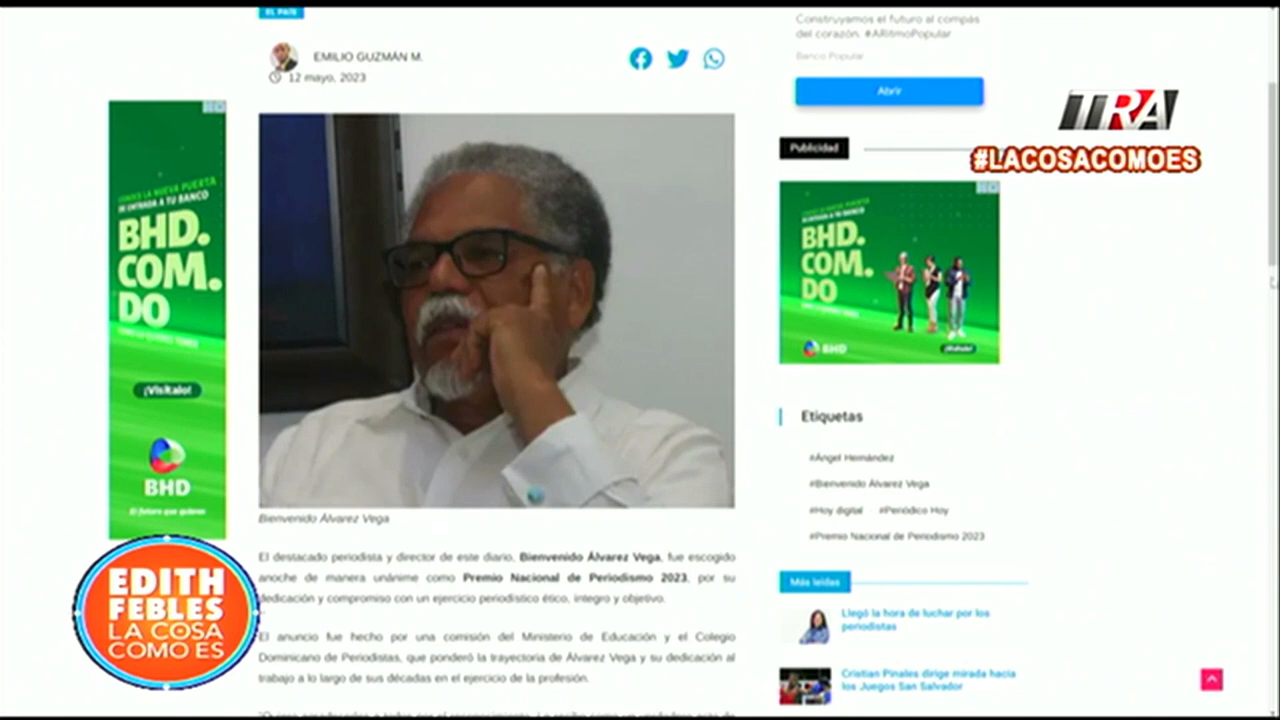 EL PAÍS
EMILIO GUZMÁN M.
12 mayo, 2023
Construyamos el futuro al compás
del corazón. #ARitmoPopular
Banco Popular
Abrir
TRA
#LACOSACOMOES
Publicidad
BHD.
COM.
DO
¡Visítalo!
BHD
El futuro que quieres
BHD.
COM.
DO
BHD
Bienvenido Álvarez Vega
El destacado periodista y director de este diario, Bienvenido Álvarez Vega, fue escogido
anoche de manera unánime como Premio Nacional de Periodismo 2023, por su
dedicación y compromiso con un ejercicio periodístico ético, íntegro y objetivo.
El anuncio fue hecho por una comisión del Ministerio de Educación y el Colegio
Dominicano de Periodistas, que ponderó la trayectoria de Álvarez Vega y su dedicación al
trabajo a lo largo de sus décadas en el ejercicio de la profesión.
Etiquetas
#Ángel Hernández
#Bienvenido Álvarez Vega
#Hoy digital #Periódico Hoy
#Premio Nacional de Periodismo 2023
Más leídas
Llegó la hora de luchar por los
periodistas
Cristian Pinales dirige mirada hacia
los Juegos San Salvador
EDITH
FEBLES
LA COSA
COMO ES